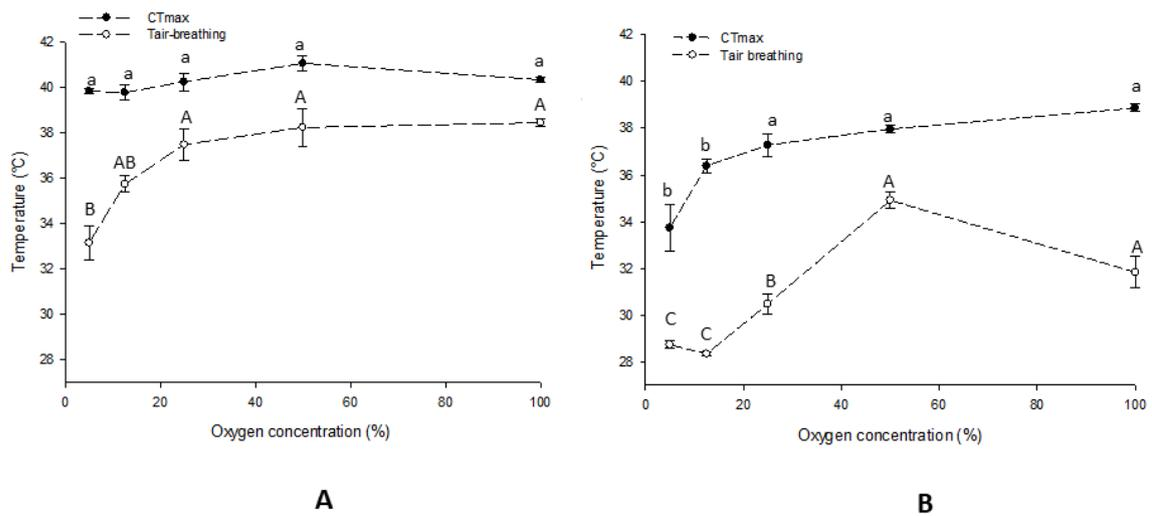 CTmax
Tair-breathing
42
40
38
36
34
32
30
28
Temperature (°C)
a
a
a
a
a
B
AB
A
A
A
0
20
40
60
80
100
Oxygen concentration (%)
A
CTmax
Tair breathing
42
40
38
36
34
32
30
28
Temperature (°C)
b
b
a
a
a
C
C
B
A
A
0
20
40
60
80
100
Oxygen concentration (%)
B